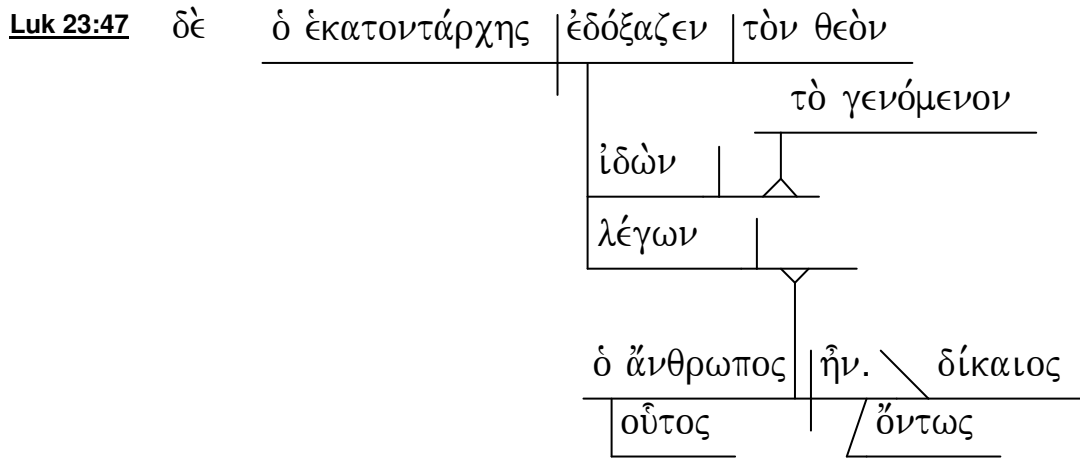 Luk 23:47 δὲ ὁ ἑκατοντάρχης ἐδόξαζεν τὸν θεὸν
τὸ γενόμενον
ἰδὼν
λέγων
ὁ ἄνθρωπος ἦν. δίκαιος
οὗτος ὄντως